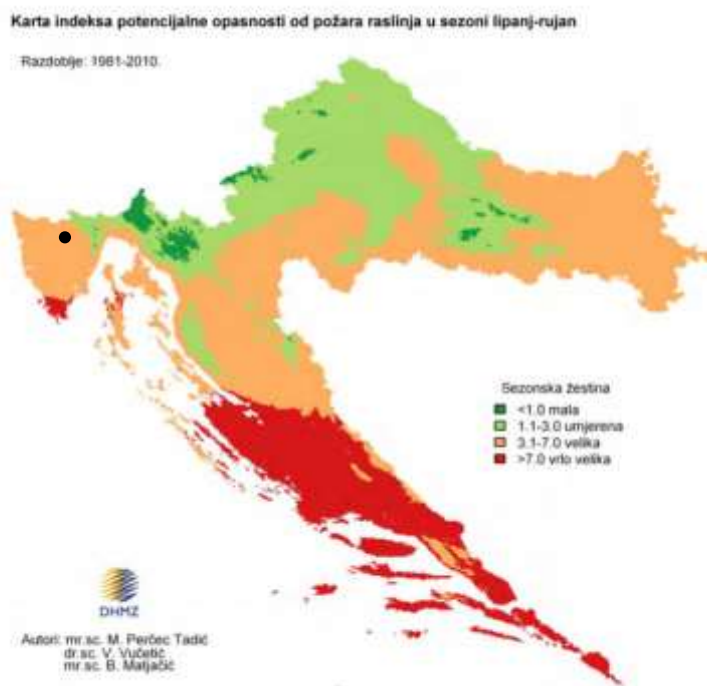 Karta indeksa potencijalne opasnosti od požara raslinja u sezoni lipanj-rujan
Razdoblje: 1981-2010.
Sezonska žestina
<1.0 mala
1.1-3.0 umjerena
3.1-7.0 velika
>7.0 vrlo velika
DHMZ
Autori: mr.sc. M. Perčec Tadić
dr.sc. V. Vučetić
mr.sc. B. Matjačić